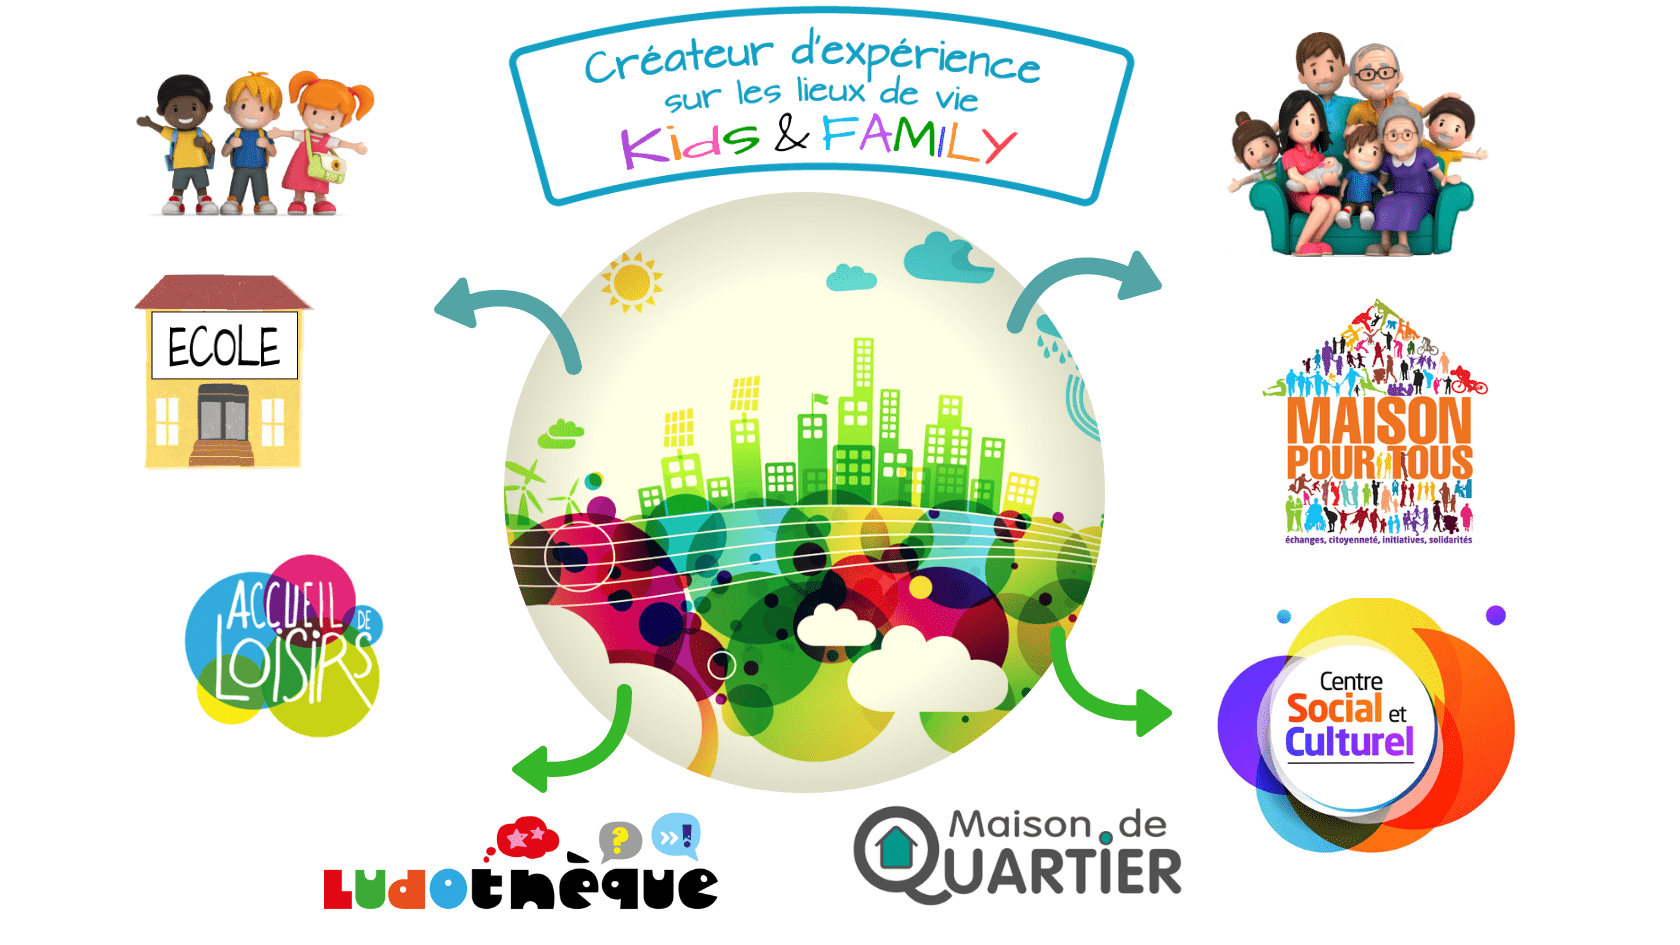 Créateur d'expérience
sur les lieux de vie
Kids & FAMILY
ECOLE
MAISON
POUR TOUS
échanges, citoyenneté, initiatives, solidarités
ACCUEIL DE
LOISIRS
Centre
Social et
Culturel
? »!
LUdOthèqUe
Maison de
QUARTiER